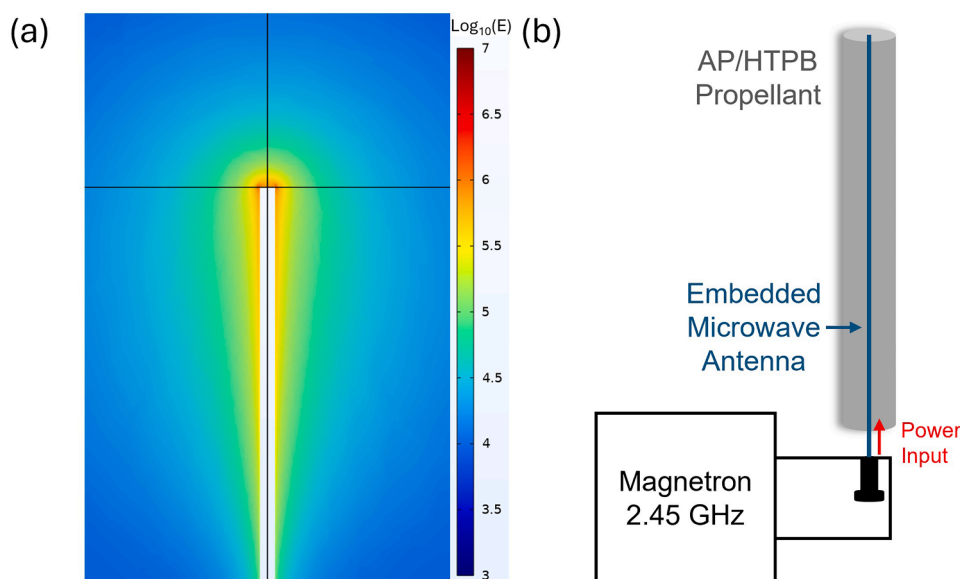 (a)
Log₁₀(E)
7
6.5
6
5.5
5
4.5
4
3.5
3
(b)
AP/HTPB
Propellant
Embedded
Microwave
Antenna
Power
Input
Magnetron
2.45 GHz